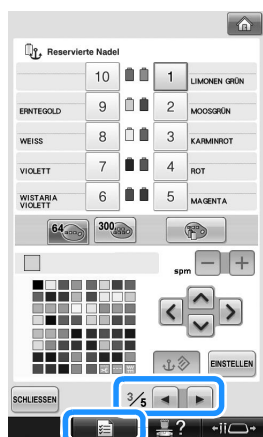 Reservierte Nadel
10 1 LIMONEN GRÜN
ERNTEGOLD 9 2 MOOSGRÜN
WEISS 8 3 KARMINROT
VIOLETT 7 4 ROT
WISTARIA VIOLETT 6 5 MAGENTA
64 300
spm − +
EINSTELLEN
SCHLIESSEN 3/5
?